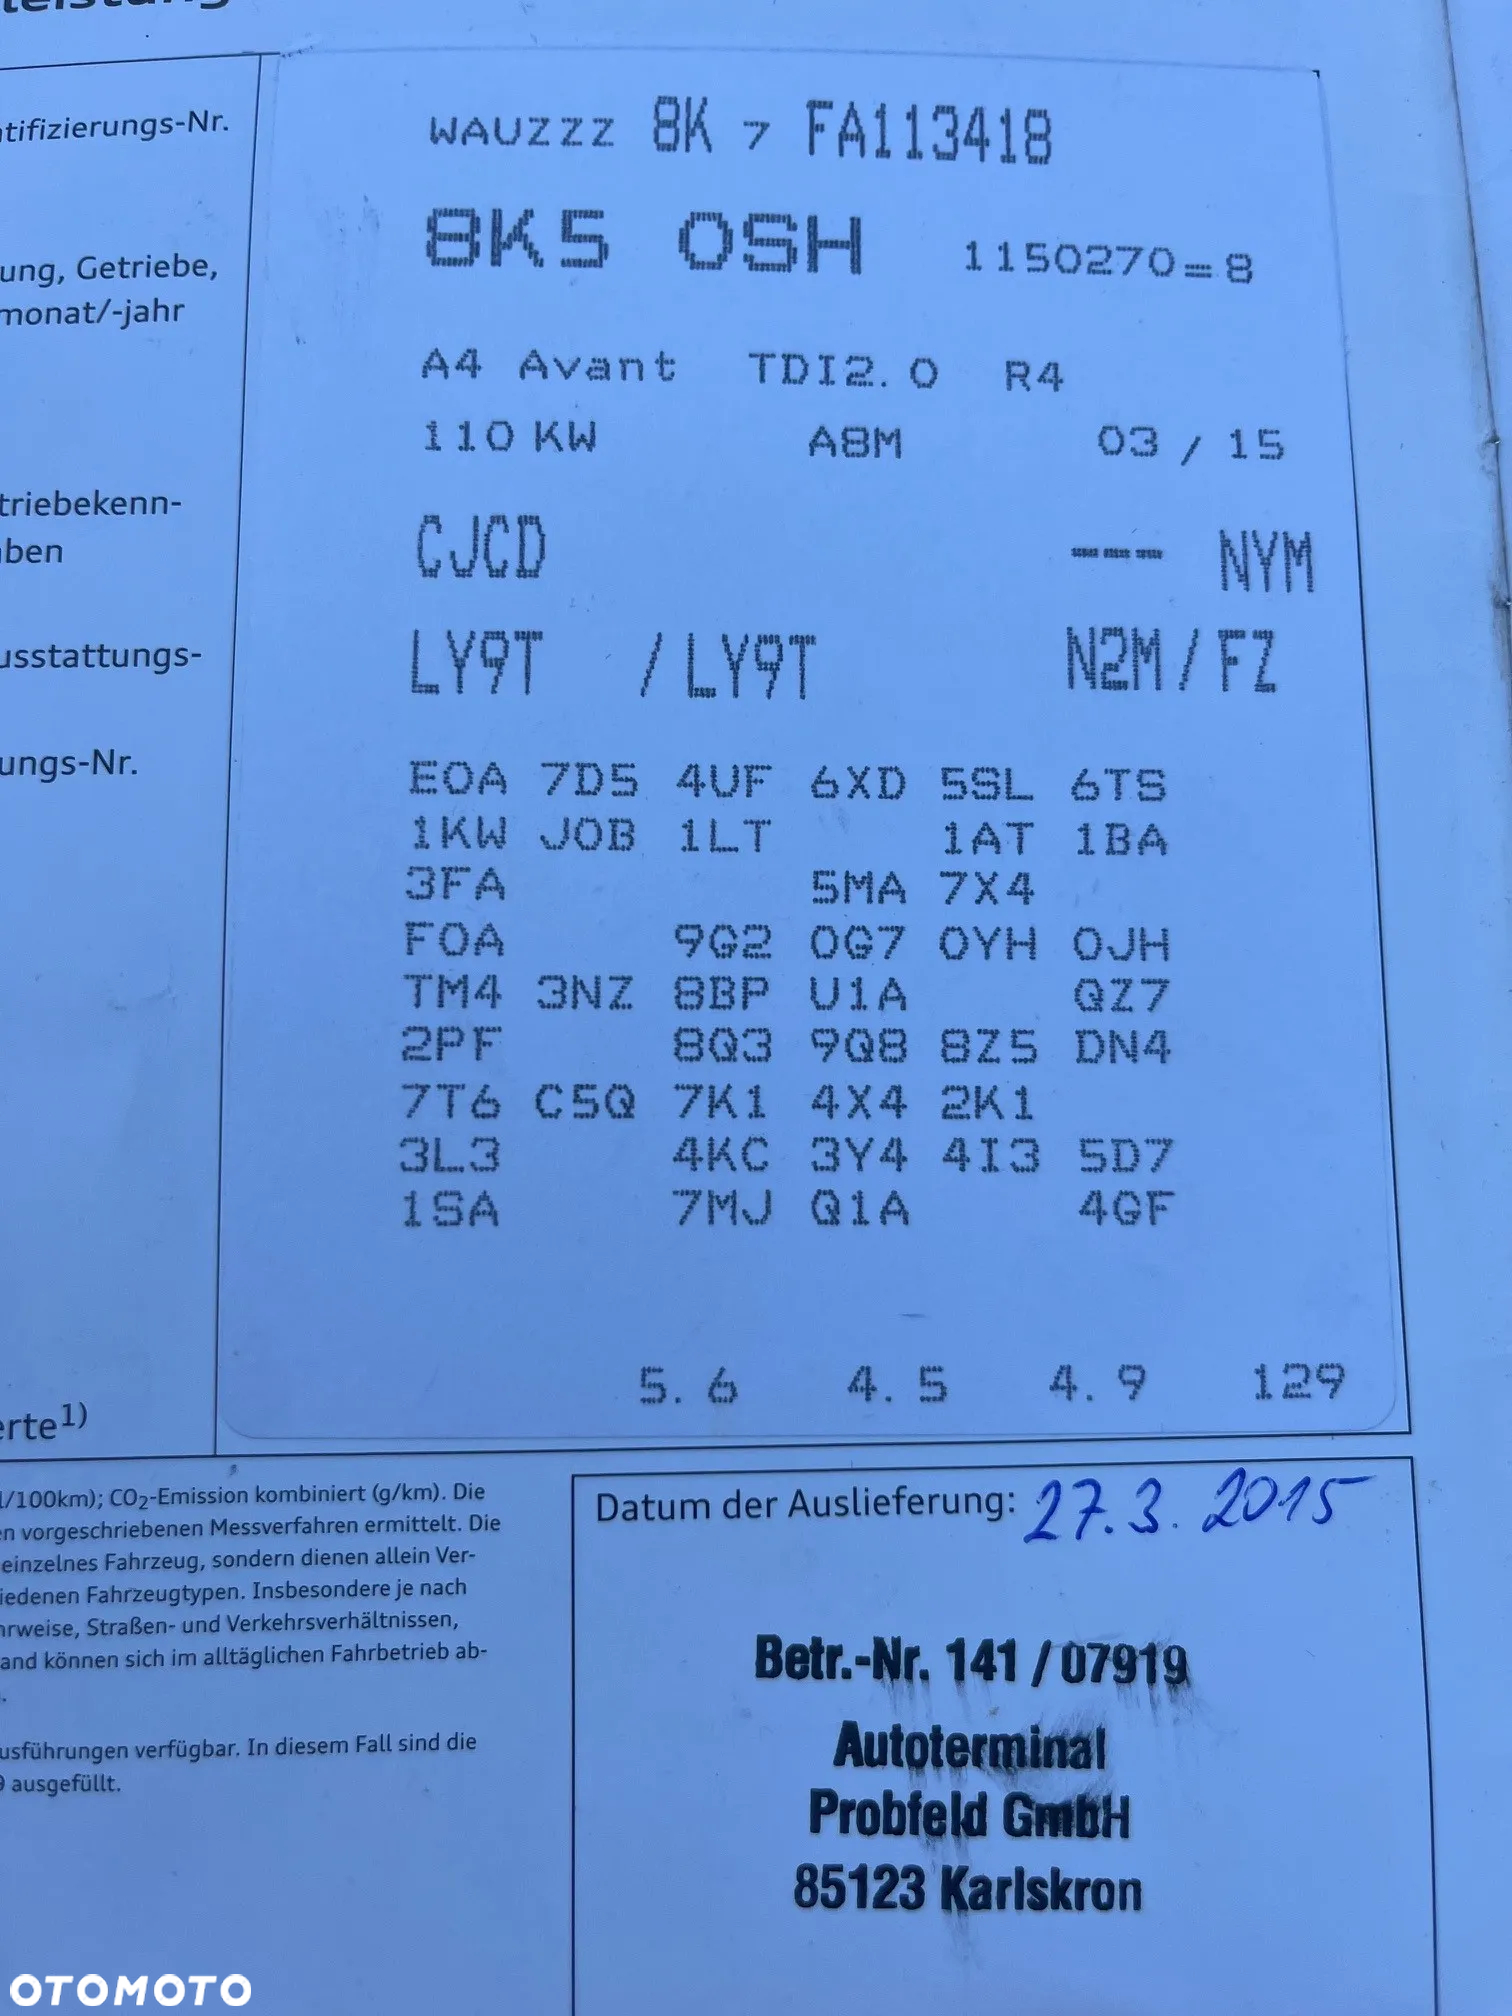 ntifizierungs-Nr.
WAUZZZ 8K 7 FA113418
8K5 0SH 1150270=8
ung, Getriebe,
monat/-jahr
A4 Avant TDI2.0 R4
110 KW A8M 03 / 15
triebekenn-
aben
CJCD --- NYM
usstattungs-
LY9T / LY9T N2M / FZ
ungs-Nr.
E0A 7D5 4UF 6XD 5SL 6TS
1KW J0B 1LT 1AT 1BA
3FA 5MA 7X4
F0A 9G2 0G7 0YH 0JH
TM4 3NZ 8BP U1A QZ7
2PF 8Q3 9Q8 8Z5 DN4
7T6 C5Q 7K1 4X4 2K1
3L3 4KC 3Y4 4I3 5D7
1SA 7MJ Q1A 4GF
5.6 4.5 4.9 129
erte1)
l/100km); CO2-Emission kombiniert (g/km). Die
en vorgeschriebenen Messverfahren ermittelt. Die
einzelnes Fahrzeug, sondern dienen allein Ver-
iedenen Fahrzeugtypen. Insbesondere je nach
hrweise, Straßen- und Verkehrsverhältnissen,
and können sich im alltäglichen Fahrbetrieb ab-
usführungen verfügbar. In diesem Fall sind die
9 ausgefüllt.
Datum der Auslieferung: 27.3.2015
Betr.-Nr. 141 / 07919
Autoterminal
Probfeld GmbH
85123 Karlskron
OTOMOTO